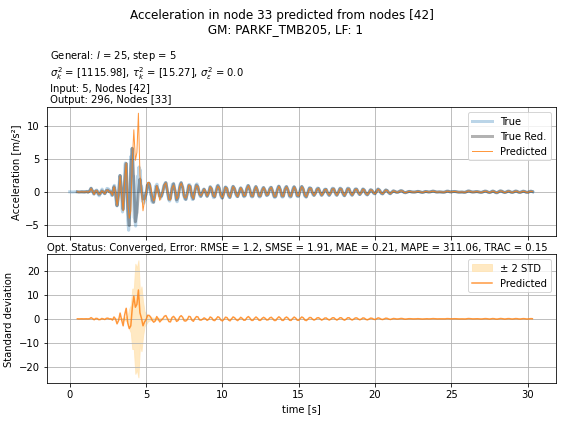 Acceleration in node 33 predicted from nodes [42]
GM: PARKF_TMB205, LF: 1
General: l = 25, step = 5
σ²ₖ = [1115.98], τ²ₖ = [15.27], σ²ε = 0.0
Input: 5, Nodes [42]
Output: 296, Nodes [33]
Acceleration [m/s²]
10
5
0
−5
True
True Red.
Predicted
Opt. Status: Converged, Error: RMSE = 1.2, SMSE = 1.91, MAE = 0.21, MAPE = 311.06, TRAC = 0.15
Standard deviation
20
10
0
−10
−20
± 2 STD
Predicted
0 5 10 15 20 25 30
time [s]